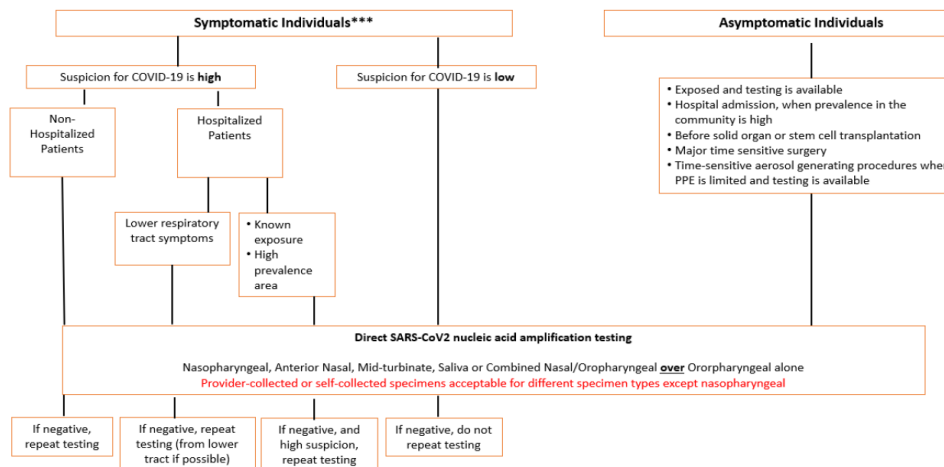 Symptomatic Individuals***
Asymptomatic Individuals
Suspicion for COVID-19 is high
Suspicion for COVID-19 is low
• Exposed and testing is available
• Hospital admission, when prevalence in the
community is high
• Before solid organ or stem cell transplantation
• Major time sensitive surgery
• Time-sensitive aerosol generating procedures when
PPE is limited and testing is available
Non-
Hospitalized
Patients
Hospitalized
Patients
Lower respiratory
tract symptoms
• Known
exposure
• High
prevalence
area
Direct SARS-CoV2 nucleic acid amplification testing
Nasopharyngeal, Anterior Nasal, Mid-turbinate, Saliva or Combined Nasal/Oropharyngeal over Ororpharyngeal alone
Provider-collected or self-collected specimens acceptable for different specimen types except nasopharyngeal
If negative,
repeat testing
If negative, repeat
testing (from lower
tract if possible)
If negative, and
high suspicion,
repeat testing
If negative, do not
repeat testing